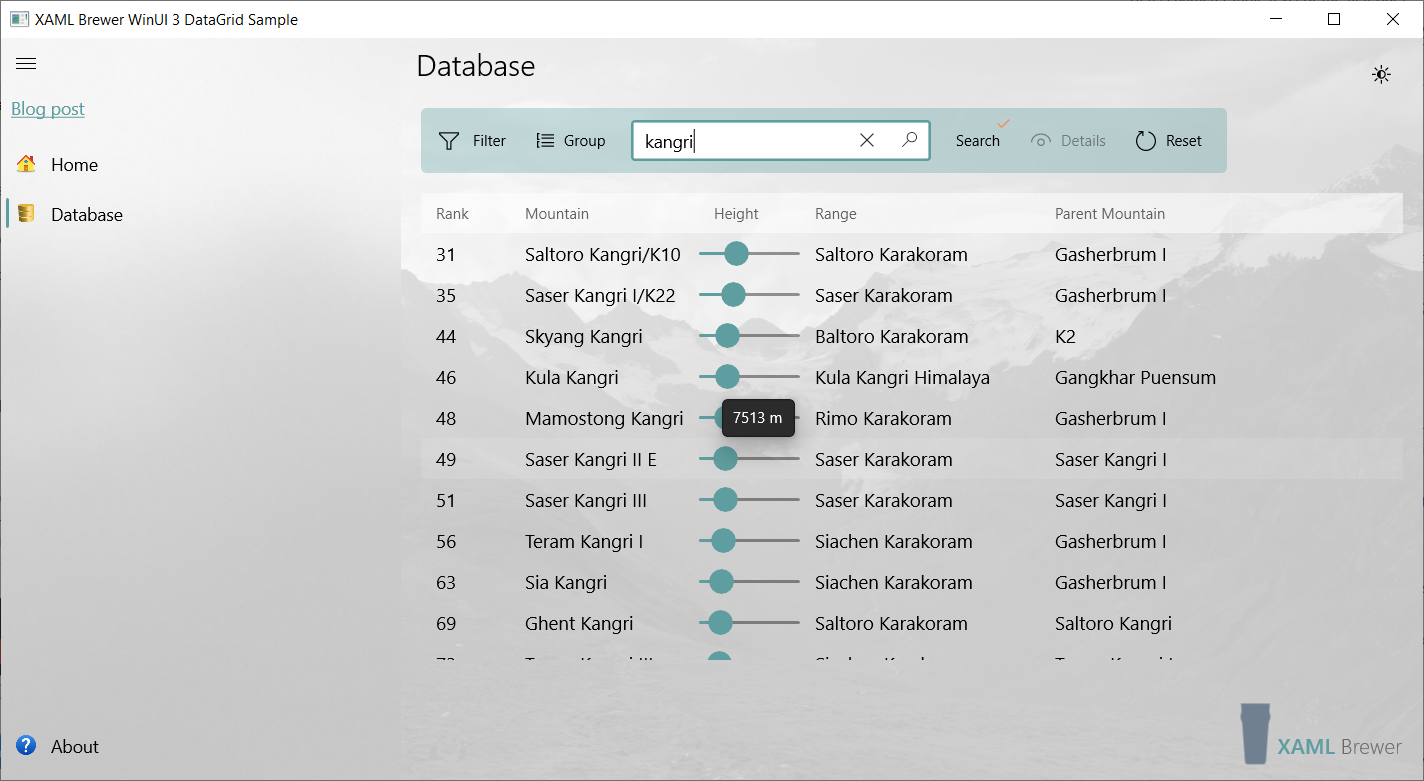 XAML Brewer WinUI 3 DataGrid Sample
Database
Blog post
Home
Database
Filter Group kangri Search Details Reset
Rank Mountain Height Range Parent Mountain
31 Saltoro Kangri/K10 Saltoro Karakoram Gasherbrum I
35 Saser Kangri I/K22 Saser Karakoram Gasherbrum I
44 Skyang Kangri Baltoro Karakoram K2
46 Kula Kangri Kula Kangri Himalaya Gangkhar Puensum
48 Mamostong Kangri 7513 m Rimo Karakoram Gasherbrum I
49 Saser Kangri II E Saser Karakoram Saser Kangri I
51 Saser Kangri III Saser Karakoram Saser Kangri I
56 Teram Kangri I Siachen Karakoram Gasherbrum I
63 Sia Kangri Siachen Karakoram Gasherbrum I
69 Ghent Kangri Saltoro Karakoram Saltoro Kangri
About
XAML Brewer